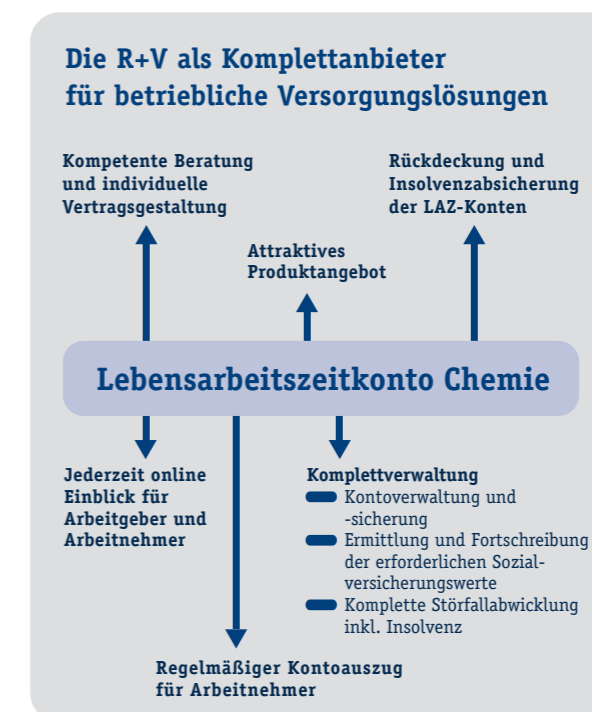 Die R+V als Komplettanbieter
für betriebliche Versorgungslösungen
Kompetente Beratung
und individuelle
Vertragsgestaltung
Attraktives
Produktangebot
Rückdeckung und
Insolvenzabsicherung
der LAZ-Konten
Lebensarbeitszeitkonto Chemie
Jederzeit online
Einblick für
Arbeitgeber und
Arbeitnehmer
Regelmäßiger Kontoauszug
für Arbeitnehmer
Komplettverwaltung
Kontoverwaltung und
-sicherung
Ermittlung und Fortschreibung
der erforderlichen Sozial-
versicherungswerte
Komplette Störfallabwicklung
inkl. Insolvenz